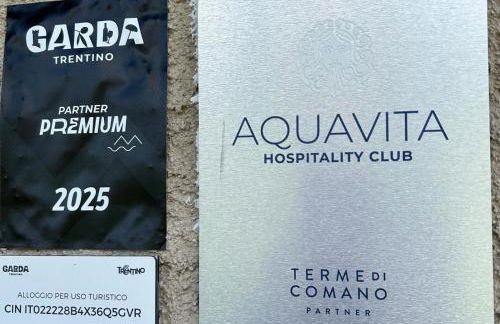 GARDA
TRENTINO
PARTNER
PREMIUM
2025
GARDA
TRENTINO
TRENTINO
ALLOGGIO PER USO TURISTICO
CIN IT022228B4X36Q5GVR
AQUAVITA
HOSPITALITY CLUB
TERME DI
COMANO
PARTNER